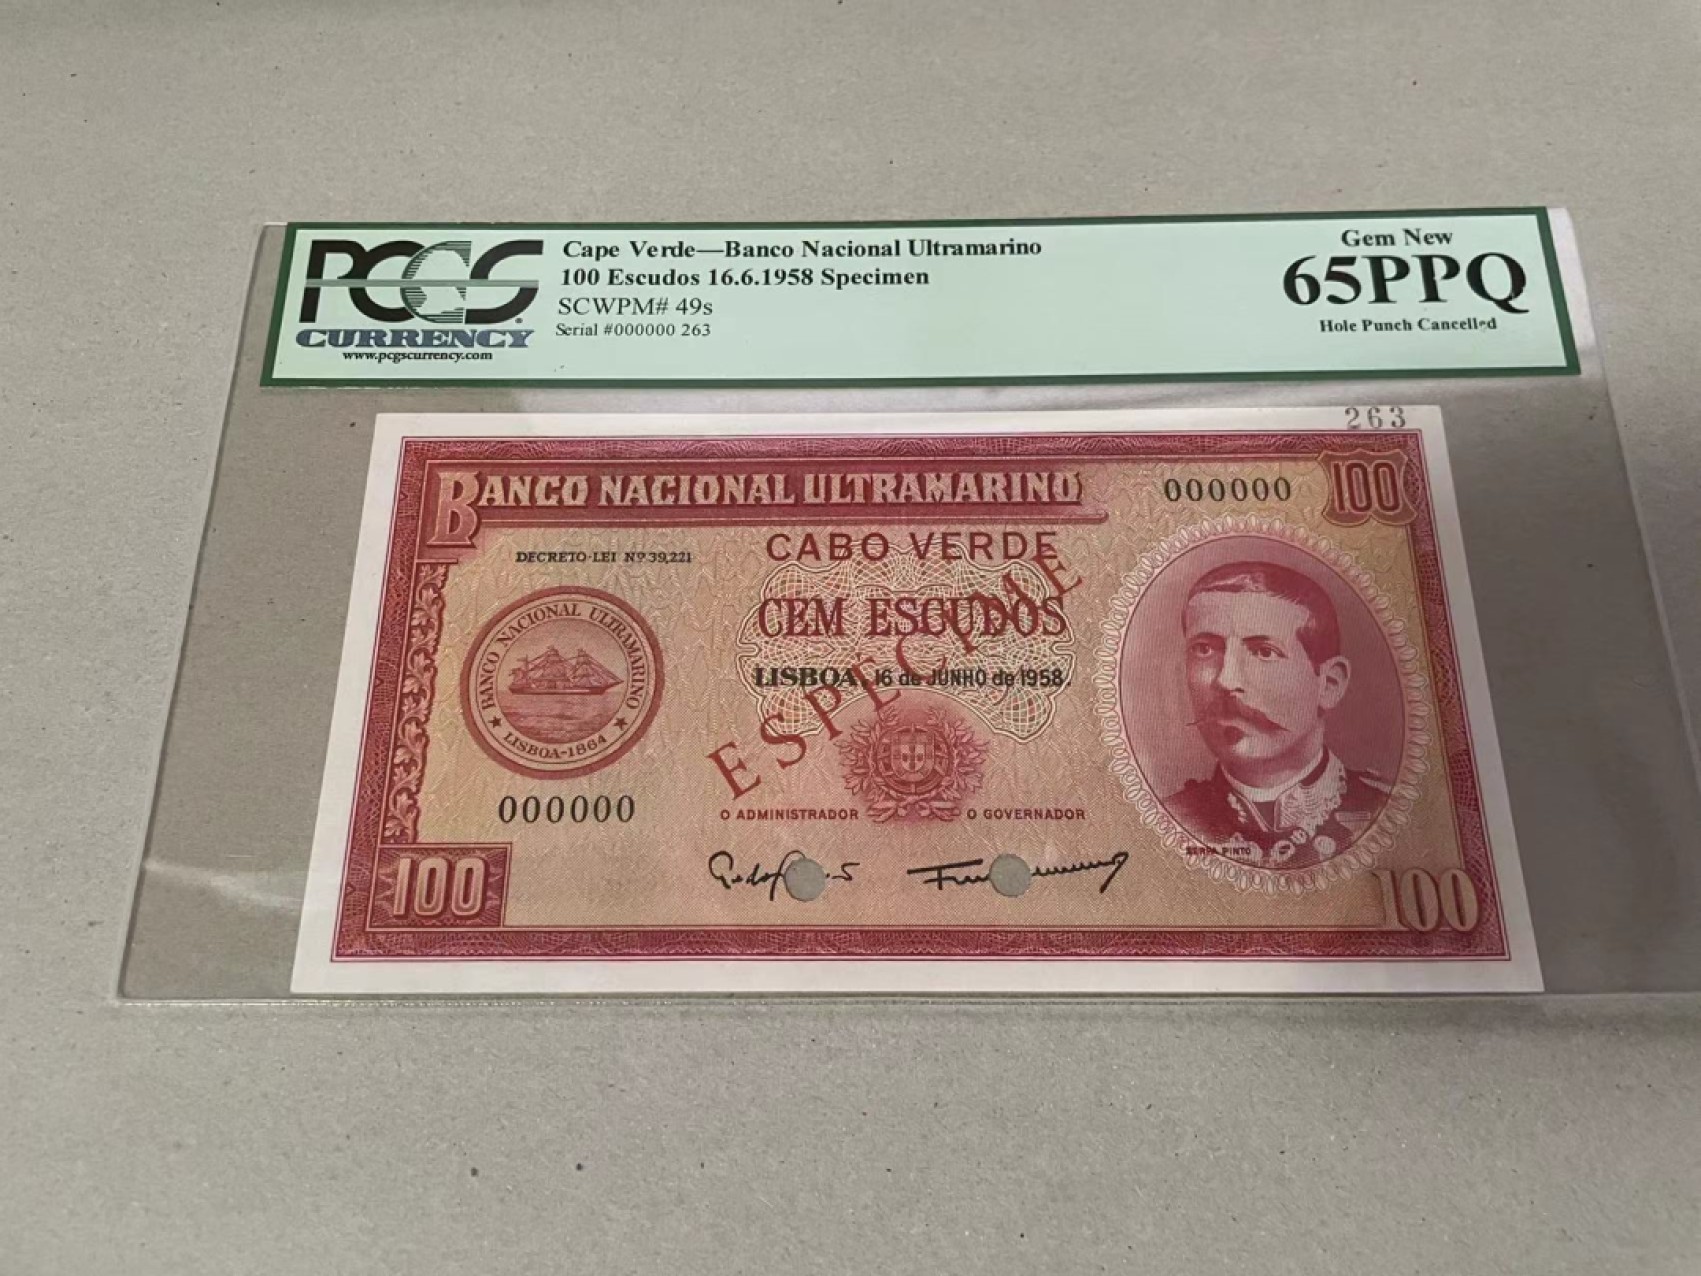 PCGS
CURRENCY
www.pcgscurrency.com
Cape Verde—Banco Nacional Ultramarino
100 Escudos 16.6.1958 Specimen
SCWPM# 49s
Serial #000000 263
Gem New
65PPQ
Hole Punch Cancelled
263
BANCO NACIONAL ULTRAMARINO
000000
100
DECRETO-LEI Nº 39,221
CABO VERDE
CEM ESCUDOS
LISBOA, 16 de JUNHO de 1958.
ESPÉCIME
BANCO NACIONAL ULTRAMARINO
LISBOA-1864
000000
O ADMINISTRADOR
O GOVERNADOR
SERPA PINTO
100
100